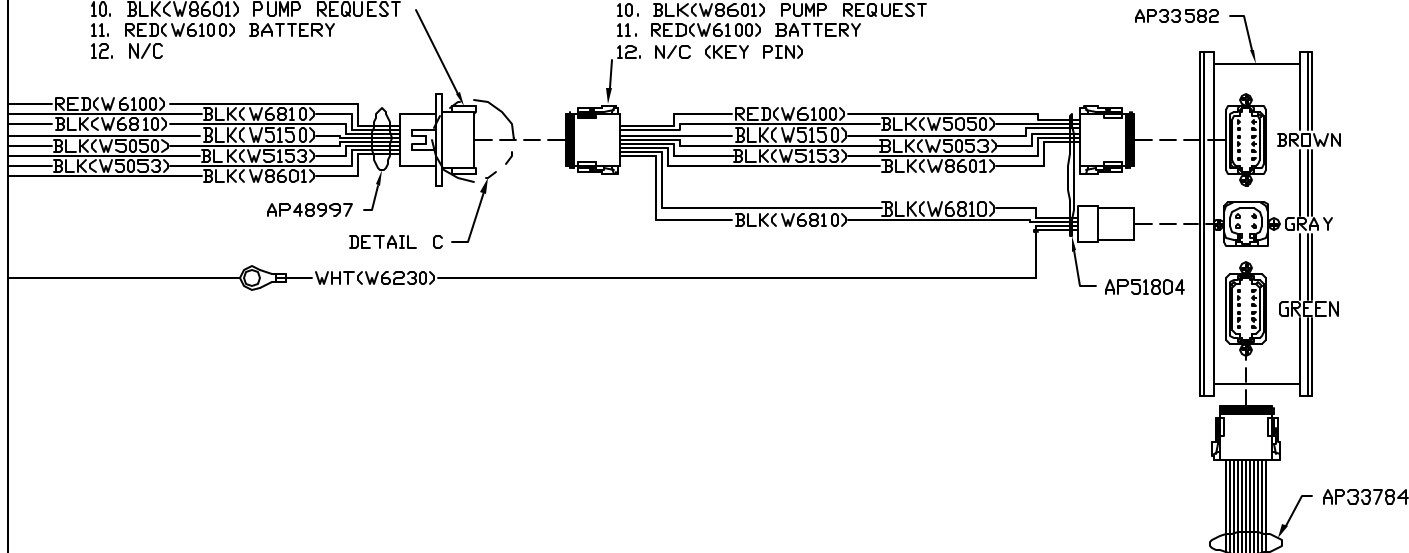 10. BLK(W8601) PUMP REQUEST
11. RED(W6100) BATTERY
12. N/C
10. BLK(W8601) PUMP REQUEST
11. RED(W6100) BATTERY
12. N/C (KEY PIN)
AP33582
RED(W6100)
BLK(W6810)
BLK(W6810)
BLK(W5150)
BLK(W5050)
BLK(W5153)
BLK(W5053)
BLK(W8601)
AP48997
DETAIL C
RED(W6100)
BLK(W5050)
BLK(W5150)
BLK(W5053)
BLK(W5153)
BLK(W8601)
BLK(W6810)
BLK(W6810)
WHT(W6230)
AP51804
BROWN
GRAY
GREEN
AP33784